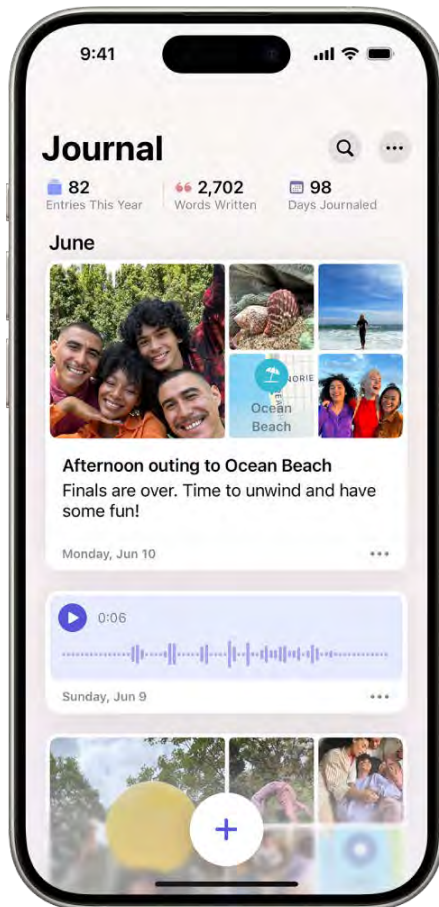 9:41
Journal
82
Entries This Year
2,702
Words Written
98
Days Journaled
June
NORIE
Ocean
Beach
Afternoon outing to Ocean Beach
Finals are over. Time to unwind and have
some fun!
Monday, Jun 10
0:06
Sunday, Jun 9